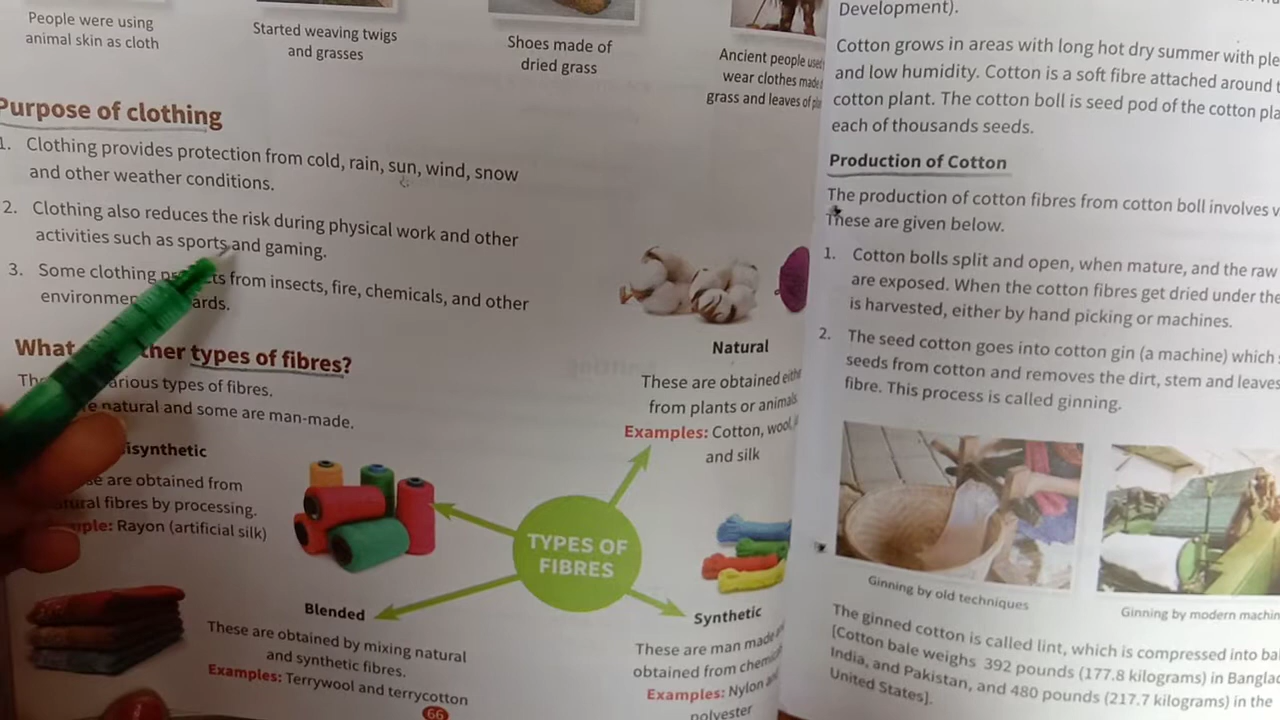 People were using
animal skin as cloth
Started weaving twigs
and grasses
Shoes made of
dried grass
Ancient people used
wear clothes made
grass and leaves of
Purpose of clothing
1. Clothing provides protection from cold, rain, sun, wind, snow
and other weather conditions.
2. Clothing also reduces the risk during physical work and other
activities such as sports and gaming.
3. Some clothing from insects, fire, chemicals, and other
What types of fibres?
various types of fibres.
natural and some are man-made.
are obtained from
fibres by processing.
Rayon (artificial silk)
TYPES OF
FIBRES
Natural
These are obtained
from plants or animals.
Examples: Cotton, wool,
and silk
Blended
These are obtained by mixing natural
and synthetic fibres.
Examples: Terrywool and terrycotton
Synthetic
These are man made
obtained from
Examples: Nylon
polyester
66
Development).
Cotton grows in areas with long hot dry summer with
and low humidity. Cotton is a soft fibre attached around
cotton plant. The cotton boll is seed pod of the cotton
each of thousands seeds.
Production of Cotton
The production of cotton fibres from cotton boll involves
These are given below.
1. Cotton bolls split and open, when mature, and the raw
are exposed. When the cotton fibres get dried under the
is harvested, either by hand picking or machines.
2. The seed cotton goes into cotton gin (a machine) which
seeds from cotton and removes the dirt, stem and leaves
fibre. This process is called ginning.
Ginning by old techniques
Ginning by modern
The ginned cotton is called lint, which is compressed into
[Cotton bale weighs 392 pounds (177.8 kilograms) in
India, and Pakistan, and 480 pounds (217.7 kilograms) in the
United States].